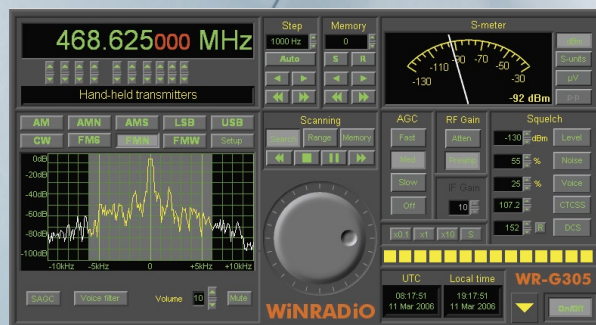 468.625000 MHz
Hand-held transmitters
AM AMN AMS LSB USB
CW FM6 FMN FMW Setup
0dB
-20dB
-40dB
-60dB
-80dB
-100dB
-10kHz -5kHz 0 +5kHz +10kHz
SAGC Voice filter Volume 10 Mute
Step
1000 Hz
Auto
Memory
0
S R
Scanning
Select Range Memory
WiNRADiO
S-meter
-130 -110 -90 -70 -50 -30
-92 dBm
dBm
S-units
µV
p-p
AGC
Fast
Med
Slow
Off
RF Gain
Atten
Preamp
IF Gain
10
Squelch
-130 dBm Level
55 % Noise
25 % Voice
107.2 CTCSS
152 R DCS
x0.1 x1 x10 S
UTC
08:17:51
11 Mar 2006
Local time
19:17:51
11 Mar 2006
WR-G305
On/Off